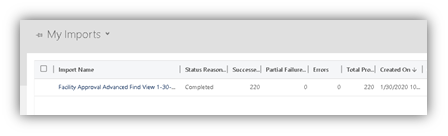 My Imports
Import Name Status Reason... Successe... Partial Failure... Errors Total Pro... Created On ↓
Facility Approval Advanced Find View 1-30-... Completed 220 0 0 220 1/30/2020 10...